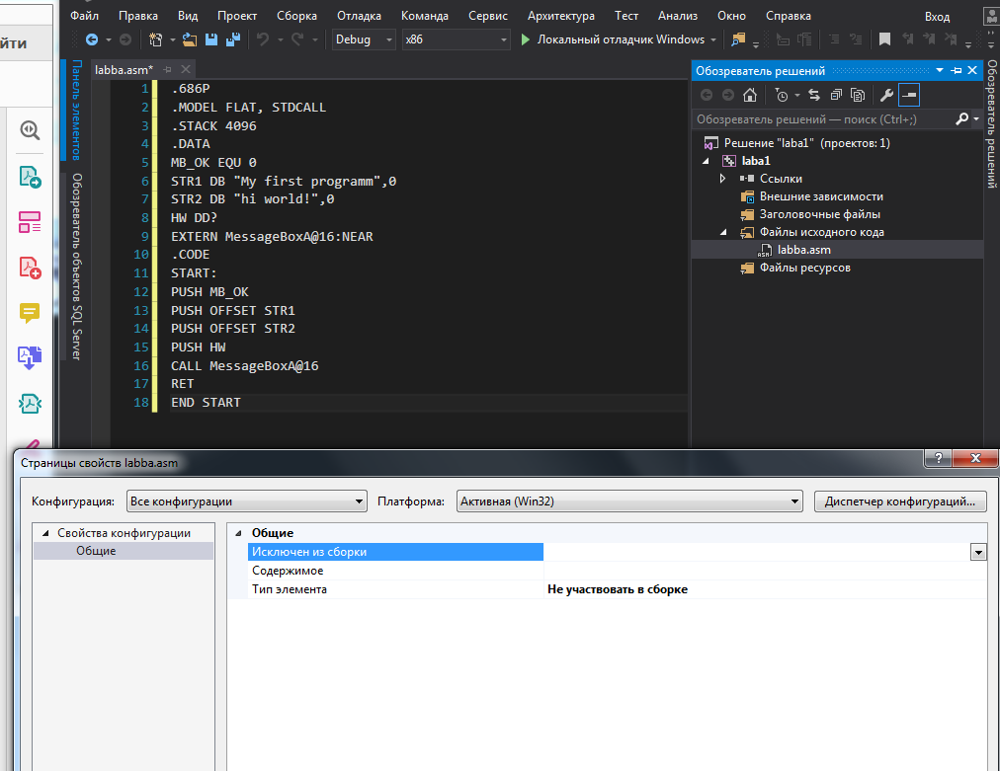 йти
Файл Правка Вид Проект Сборка Отладка Команда Сервис Архитектура Тест Анализ Окно Справка Вход
Debug x86 Локальный отладчик Windows
Панель элементов
Обозреватель объектов SQL Server
labba.asm*
1 .686P
2 .MODEL FLAT, STDCALL
3 .STACK 4096
4 .DATA
5 MB_OK EQU 0
6 STR1 DB "My first programm",0
7 STR2 DB "hi world!",0
8 HW DD?
9 EXTERN MessageBoxA@16:NEAR
10 .CODE
11 START:
12 PUSH MB_OK
13 PUSH OFFSET STR1
14 PUSH OFFSET STR2
15 PUSH HW
16 CALL MessageBoxA@16
17 RET
18 END START
Обозреватель решений
Обозреватель решений — поиск (Ctrl+;)
Решение "laba1" (проектов: 1)
laba1
Ссылки
Внешние зависимости
Заголовочные файлы
Файлы исходного кода
ASM labba.asm
Файлы ресурсов
Обозреватель решений
Страницы свойств labba.asm
?
Конфигурация: Все конфигурации Платформа: Активная (Win32) Диспетчер конфигураций...
Свойства конфигурации
Общие
Общие
Исключен из сборки
Содержимое
Тип элемента Не участвовать в сборке